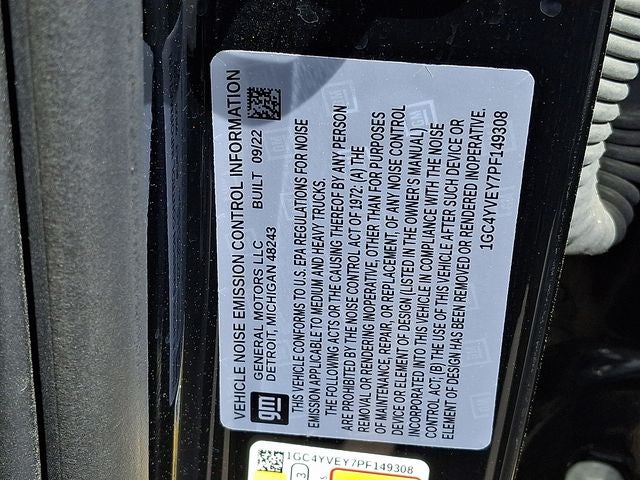 VEHICLE NOISE EMISSION CONTROL INFORMATION
gm
GENERAL MOTORS LLC BUILT 09/22
DETROIT, MICHIGAN 48243
THIS VEHICLE CONFORMS TO U.S. EPA REGULATIONS FOR NOISE
EMISSION APPLICABLE TO MEDIUM AND HEAVY TRUCKS.
THE FOLLOWING ACTS OR THE CAUSING THEREOF BY ANY PERSON
ARE PROHIBITED BY THE NOISE CONTROL ACT OF 1972: (A) THE
REMOVAL OR RENDERING INOPERATIVE, OTHER THAN FOR PURPOSES
OF MAINTENANCE, REPAIR, OR REPLACEMENT, OF ANY NOISE CONTROL
DEVICE OR ELEMENT OF DESIGN (LISTED IN THE OWNER'S MANUAL)
INCORPORATED INTO THIS VEHICLE IN COMPLIANCE WITH THE NOISE
CONTROL ACT; (B) THE USE OF THIS VEHICLE AFTER SUCH DEVICE OR
ELEMENT OF DESIGN HAS BEEN REMOVED OR RENDERED INOPERATIVE.
1GC4YVEY7PF149308
1GC4YVEY7PF149308
3